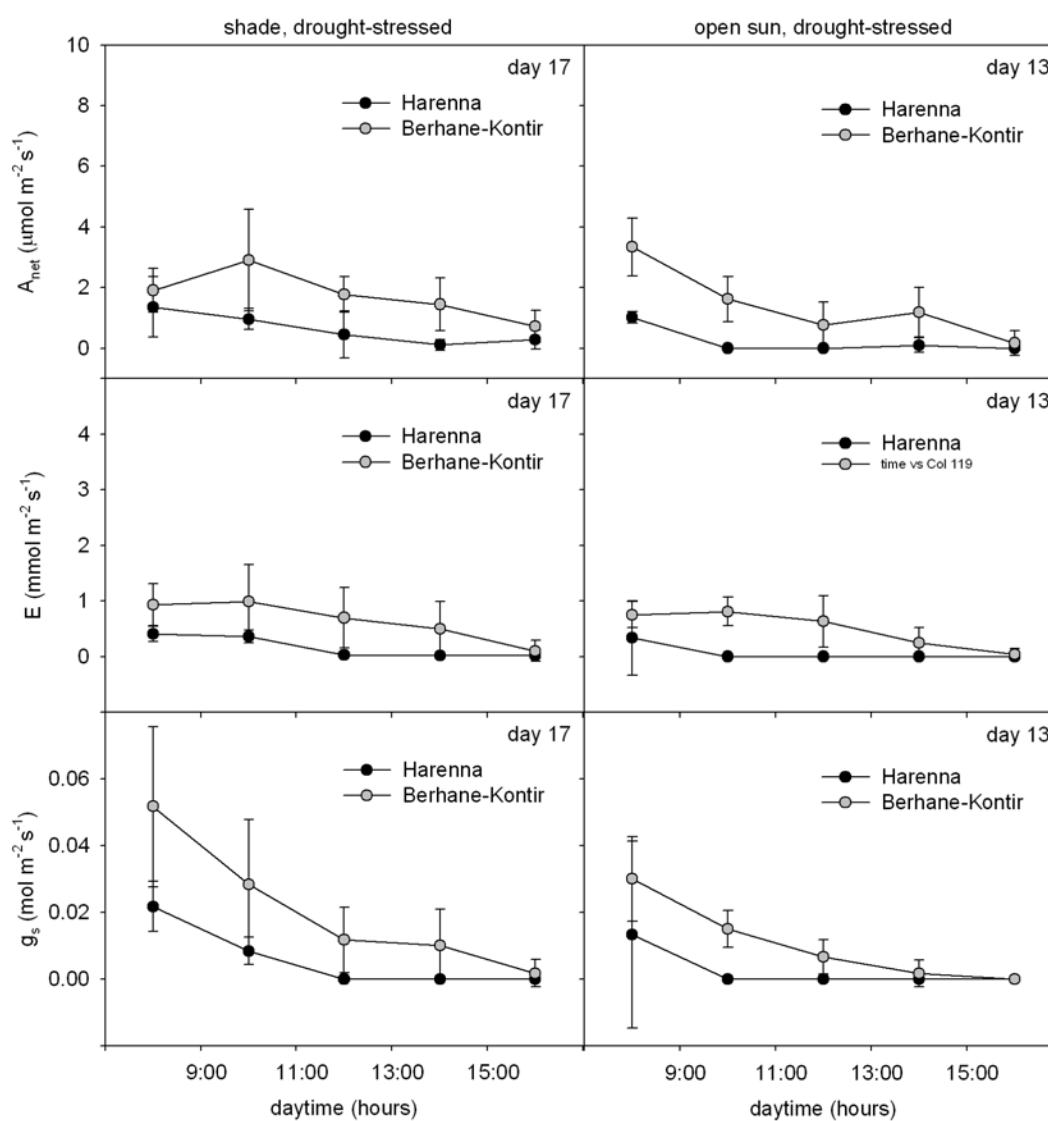 shade, drought-stressed
open sun, drought-stressed
10
8
6
4
2
0
A_net (µmol m⁻² s⁻¹)
day 17
Harenna
Berhane-Kontir
day 13
Harenna
Berhane-Kontir
4
3
2
1
0
E (mmol m⁻² s⁻¹)
day 17
Harenna
Berhane-Kontir
day 13
Harenna
time vs Col 119
0.06
0.04
0.02
0.00
g_s (mol m⁻² s⁻¹)
day 17
Harenna
Berhane-Kontir
day 13
Harenna
Berhane-Kontir
9:00 11:00 13:00 15:00
9:00 11:00 13:00 15:00
daytime (hours)
daytime (hours)